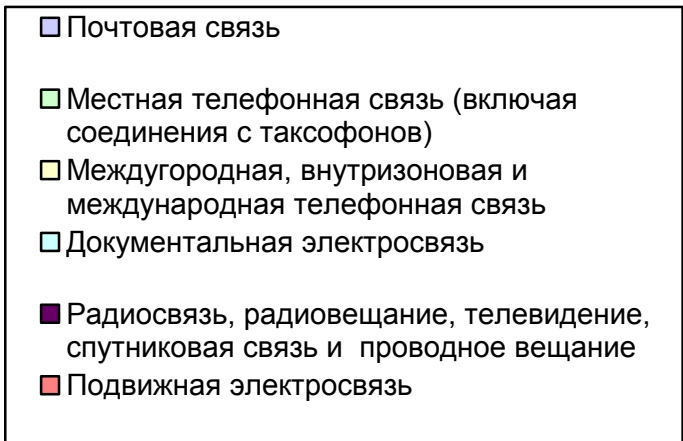 Почтовая связь
Местная телефонная связь (включая
соединения с таксофонов)
Междугородная, внутризоновая и
международная телефонная связь
Документальная электросвязь
Радиосвязь, радиовещание, телевидение,
спутниковая связь и проводное вещание
Подвижная электросвязь